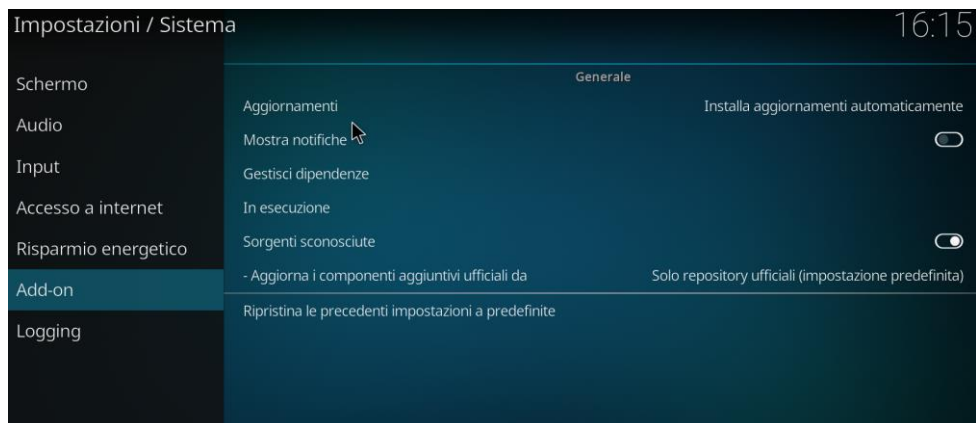 Impostazioni / Sistema
16:15
Schermo
Audio
Input
Accesso a internet
Risparmio energetico
Add-on
Logging
Generale
Aggiornamenti Installa aggiornamenti automaticamente
Mostra notifiche
Gestisci dipendenze
In esecuzione
Sorgenti sconosciute
- Aggiorna i componenti aggiuntivi ufficiali da Solo repository ufficiali (impostazione predefinita)
Ripristina le precedenti impostazioni a predefinite